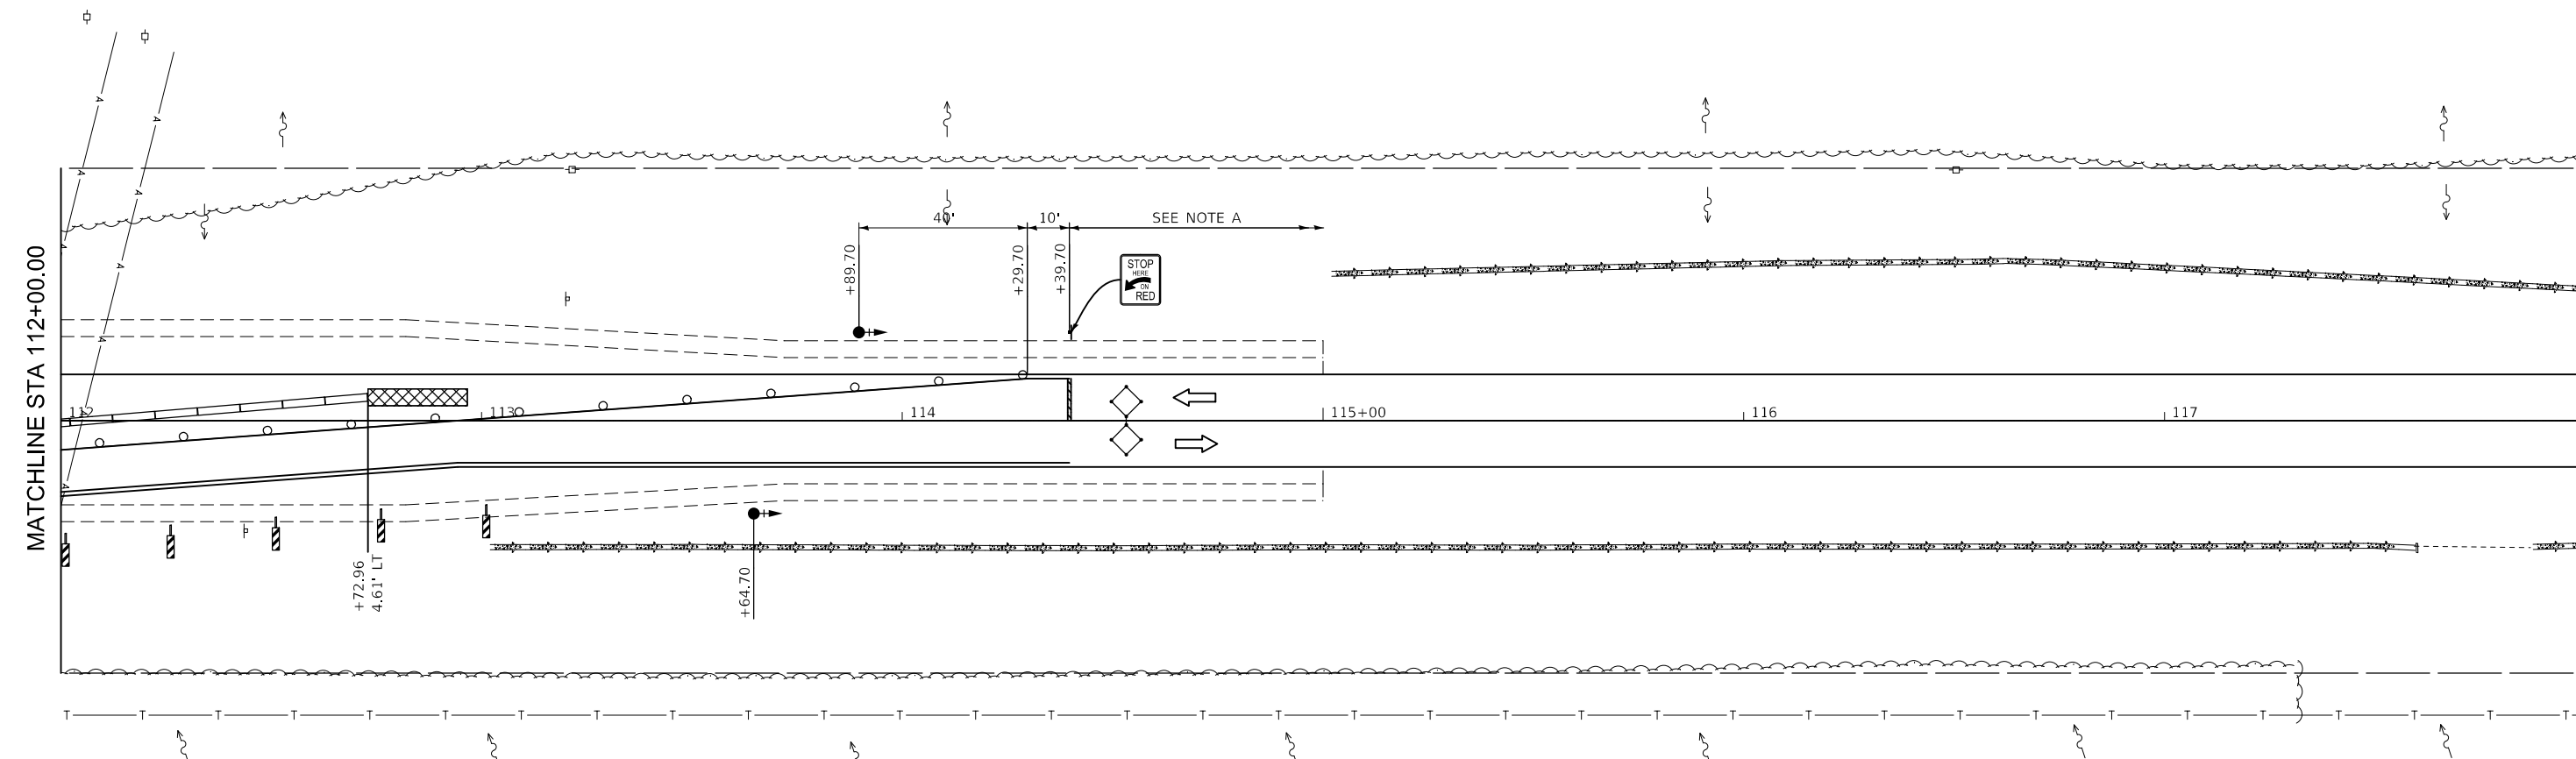 MATCHLINE STA 112+00.00
40'
10'
SEE NOTE A
+89.70
+29.70
+39.70
STOP
HERE
ON
RED
112
113
114
115+00
116
117
+72.96
4.61' LT
+64.70
A A A A A A A A A A A
T T T T T T T T T T T T T T T T T T T T T T T T T T T T T T T T T T